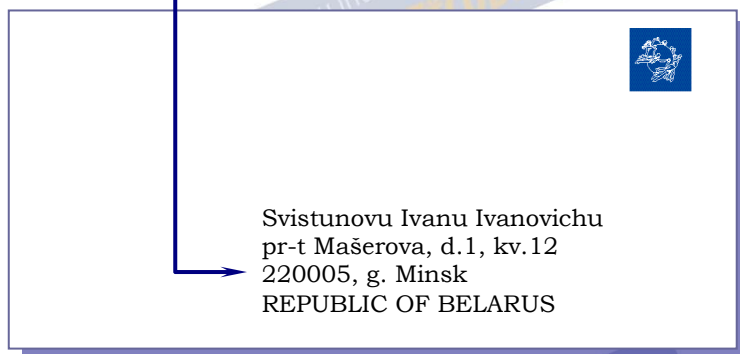 Svistunovu Ivanu Ivanovichu
pr-t Mašerova, d.1, kv.12
220005, g. Minsk
REPUBLIC OF BELARUS